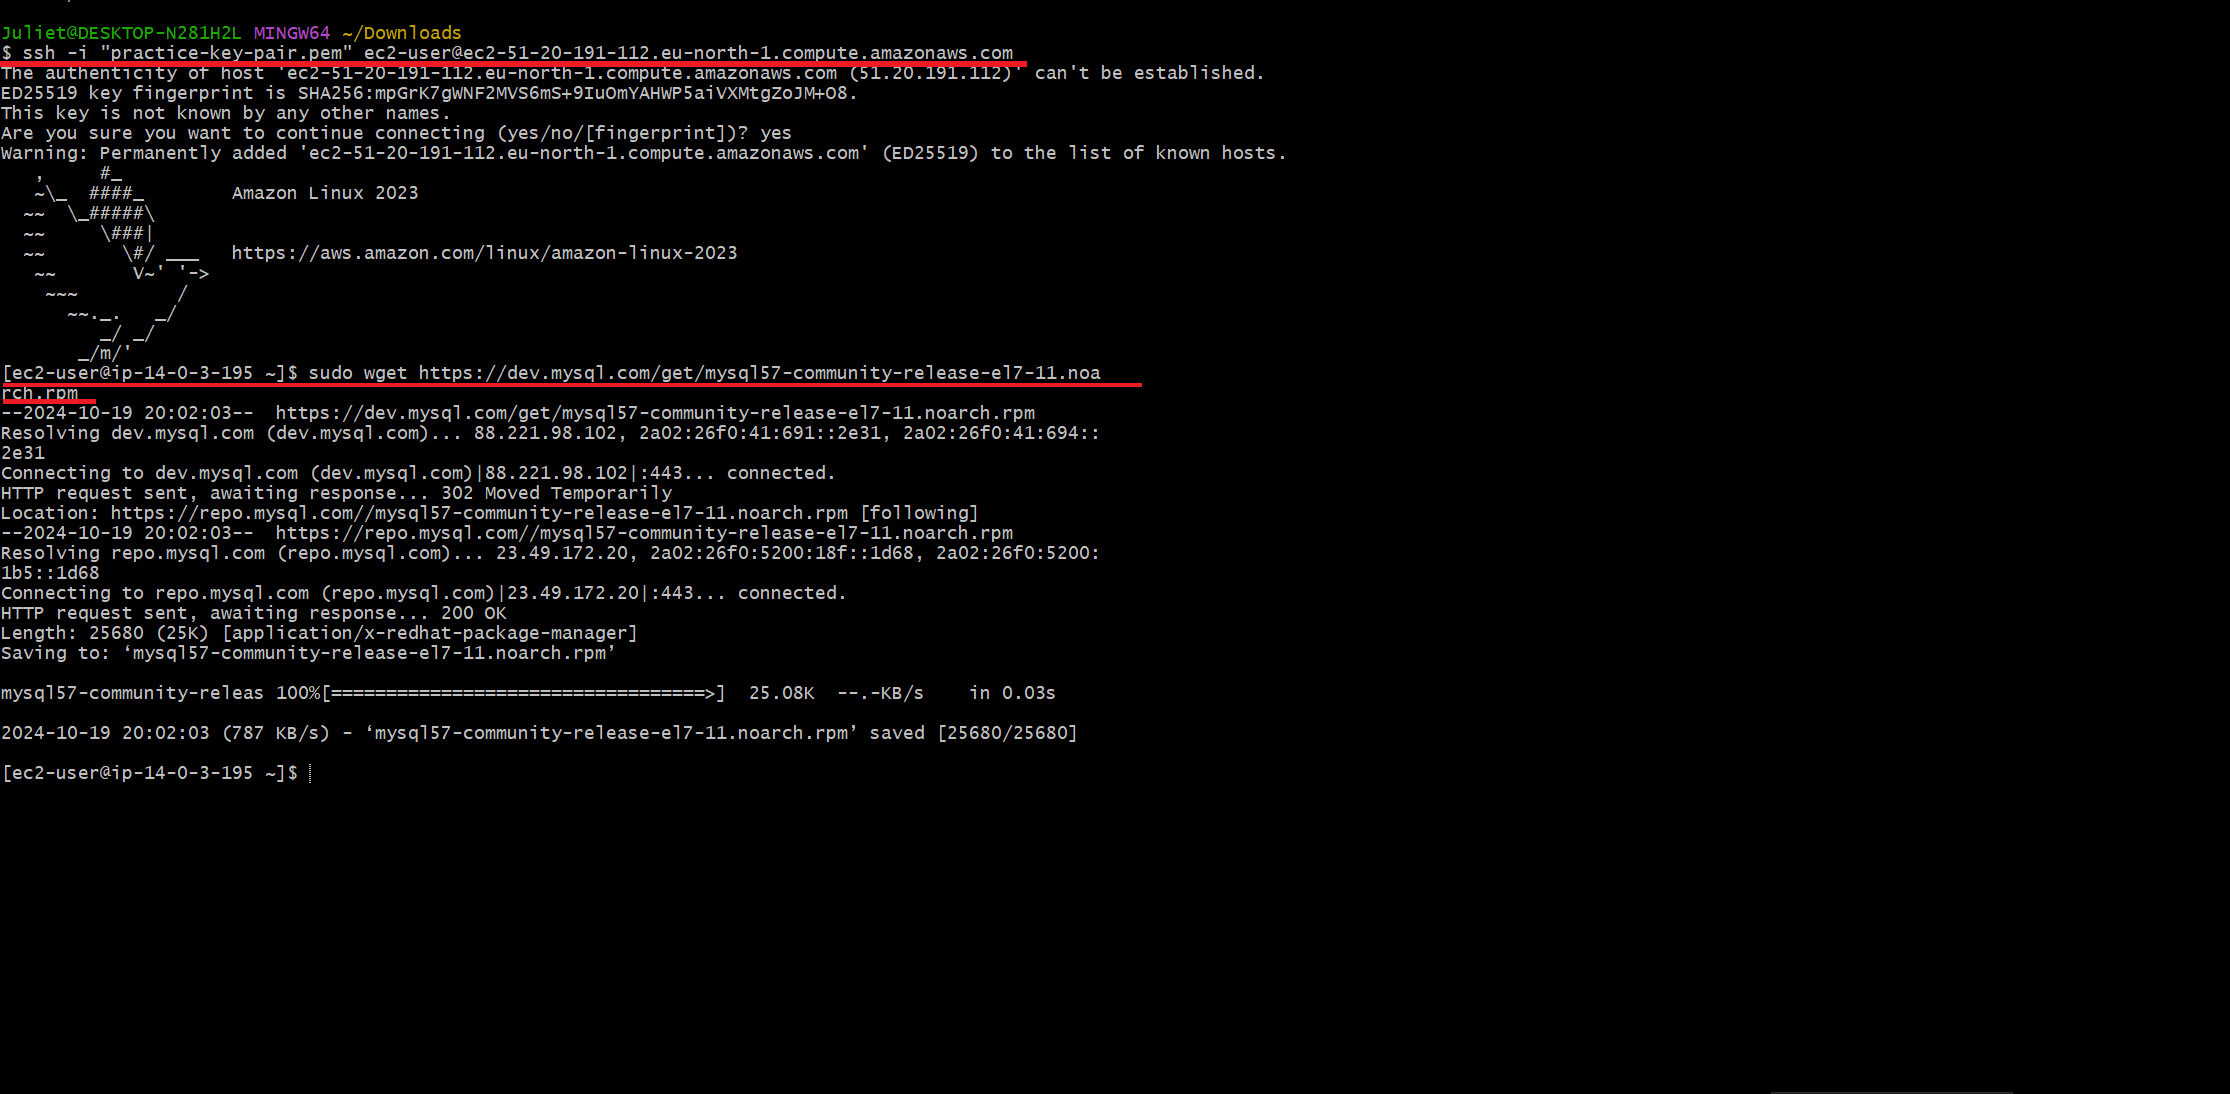 Juliet@DESKTOP-N281H2L MINGW64 ~/Downloads
$ ssh -i "practice-key-pair.pem" ec2-user@ec2-51-20-191-112.eu-north-1.compute.amazonaws.com
The authenticity of host 'ec2-51-20-191-112.eu-north-1.compute.amazonaws.com (51.20.191.112)' can't be established.
ED25519 key fingerprint is SHA256:mpGrK7gWNF2MVS6mS+9IuOmYAHWP5aiVXMtgZoJM+O8.
This key is not known by any other names.
Are you sure you want to continue connecting (yes/no/[fingerprint])? yes
Warning: Permanently added 'ec2-51-20-191-112.eu-north-1.compute.amazonaws.com' (ED25519) to the list of known hosts.
   ,     #_
   ~\_  ####_        Amazon Linux 2023
  ~~  \_#####\
  ~~     \###|
  ~~       \#/ ___   https://aws.amazon.com/linux/amazon-linux-2023
   ~~       V~' '->
    ~~~         /
      ~~._.   _/
         _/ _/
       _/m/'
[ec2-user@ip-14-0-3-195 ~]$ sudo wget https://dev.mysql.com/get/mysql57-community-release-el7-11.noa
rch.rpm
--2024-10-19 20:02:03--  https://dev.mysql.com/get/mysql57-community-release-el7-11.noarch.rpm
Resolving dev.mysql.com (dev.mysql.com)... 88.221.98.102, 2a02:26f0:41:691::2e31, 2a02:26f0:41:694::
2e31
Connecting to dev.mysql.com (dev.mysql.com)|88.221.98.102|:443... connected.
HTTP request sent, awaiting response... 302 Moved Temporarily
Location: https://repo.mysql.com//mysql57-community-release-el7-11.noarch.rpm [following]
--2024-10-19 20:02:03--  https://repo.mysql.com//mysql57-community-release-el7-11.noarch.rpm
Resolving repo.mysql.com (repo.mysql.com)... 23.49.172.20, 2a02:26f0:5200:18f::1d68, 2a02:26f0:5200:
1b5::1d68
Connecting to repo.mysql.com (repo.mysql.com)|23.49.172.20|:443... connected.
HTTP request sent, awaiting response... 200 OK
Length: 25680 (25K) [application/x-redhat-package-manager]
Saving to: ‘mysql57-community-release-el7-11.noarch.rpm’
mysql57-community-releas 100%[==================================>]  25.08K  --.-KB/s    in 0.03s
2024-10-19 20:02:03 (787 KB/s) - ‘mysql57-community-release-el7-11.noarch.rpm’ saved [25680/25680]
[ec2-user@ip-14-0-3-195 ~]$